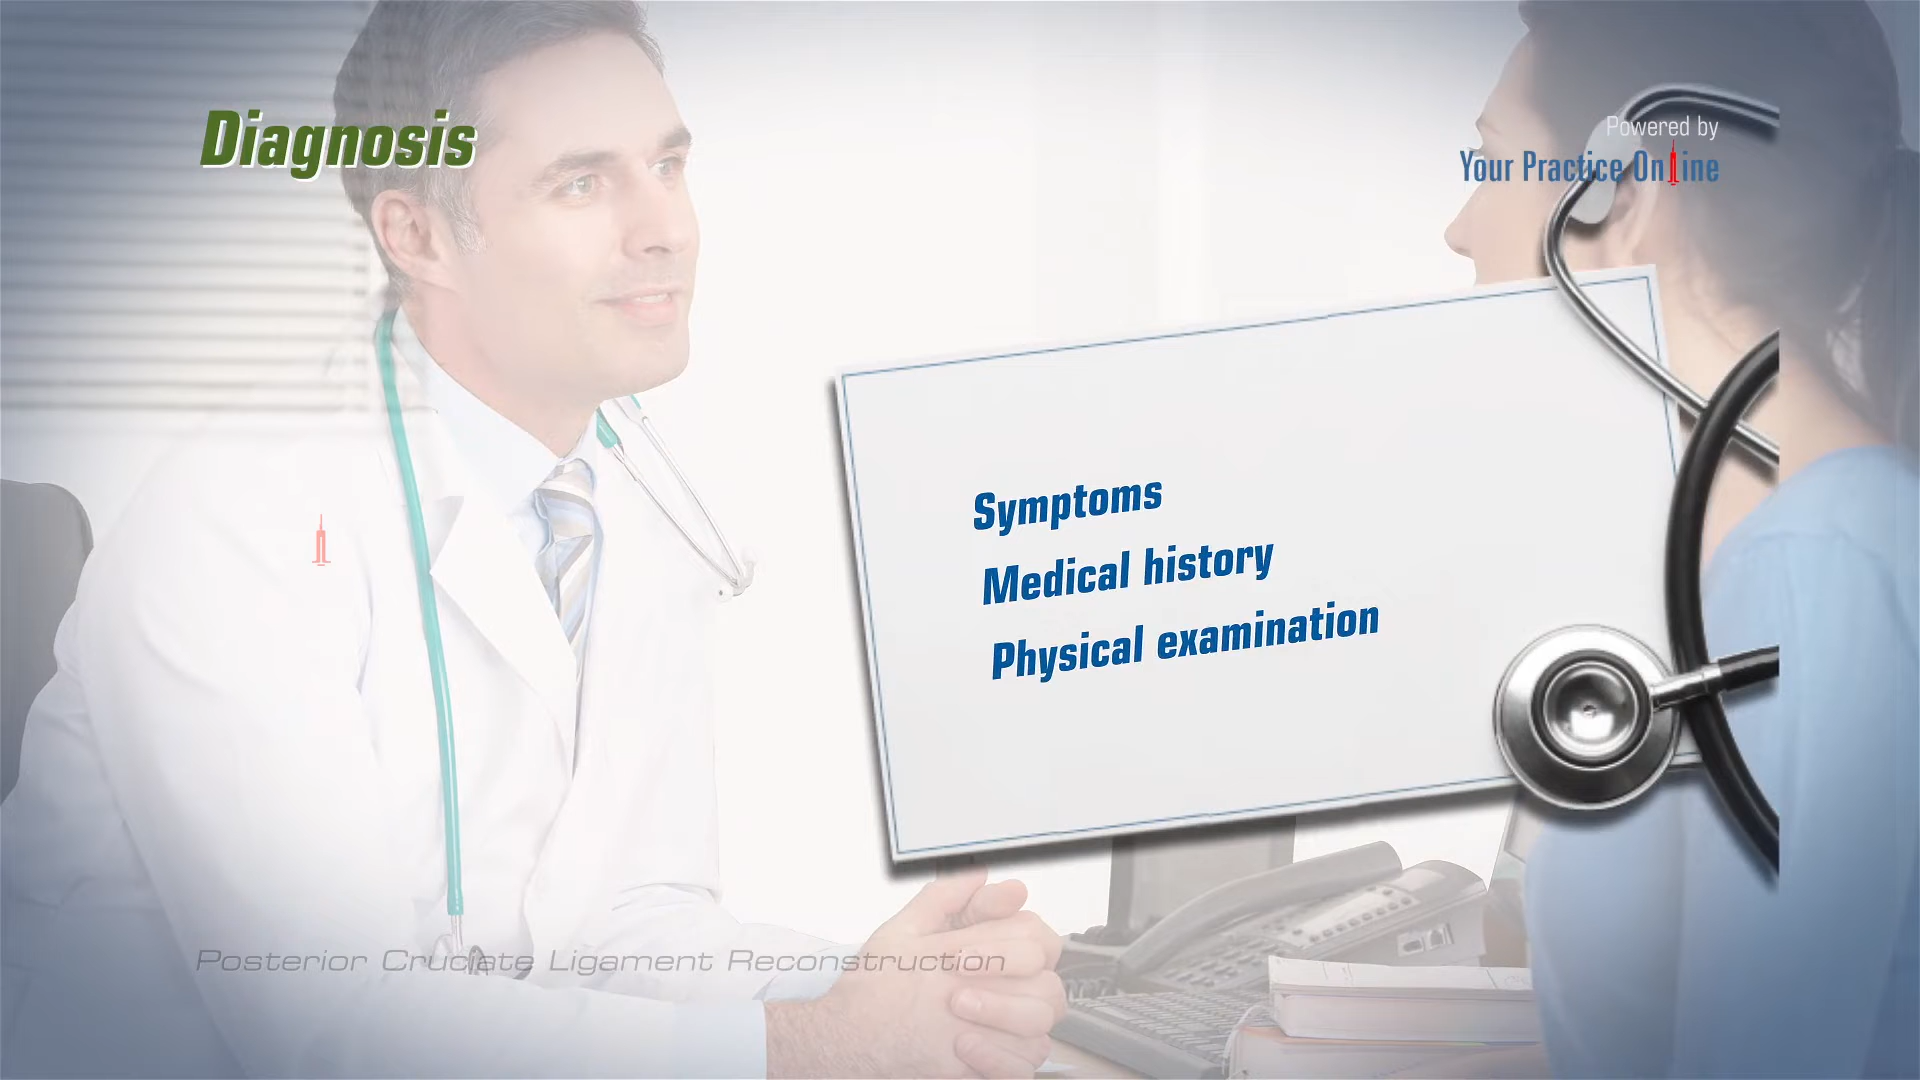 Diagnosis
Powered by
Your Practice Online
Symptoms
Medical history
Physical examination
Posterior Cruciate Ligament Reconstruction